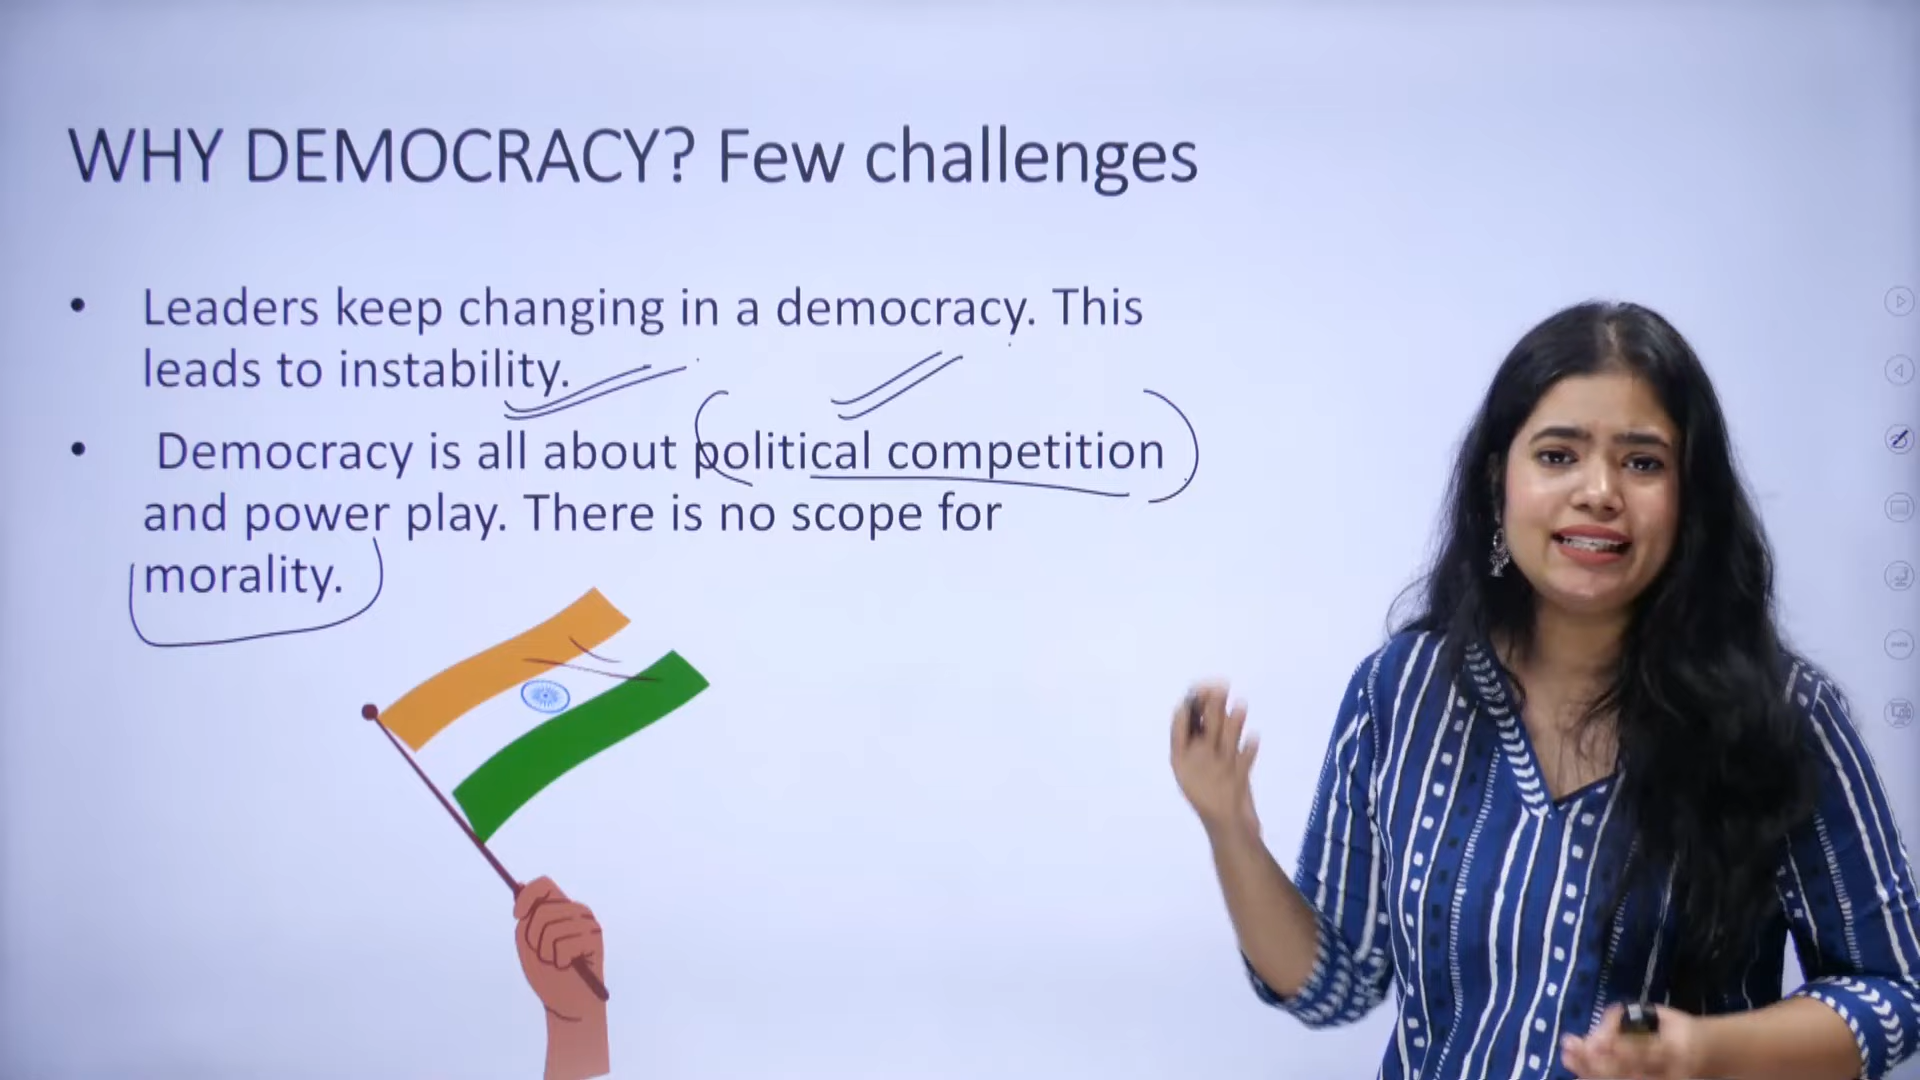 WHY DEMOCRACY? Few challenges
• Leaders keep changing in a democracy. This
leads to instability.
• Democracy is all about political competition
and power play. There is no scope for
morality.